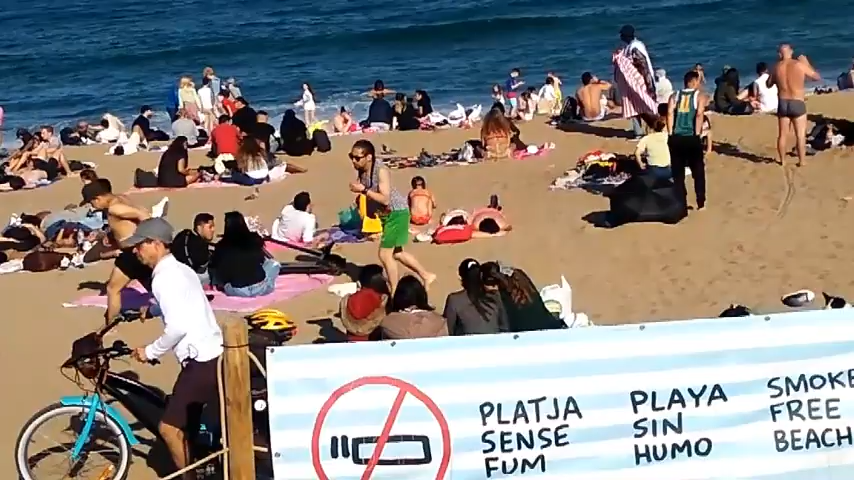 PLATJA
SENSE
FUM
PLAYA
SIN
HUMO
SMOKE
FREE
BEACH